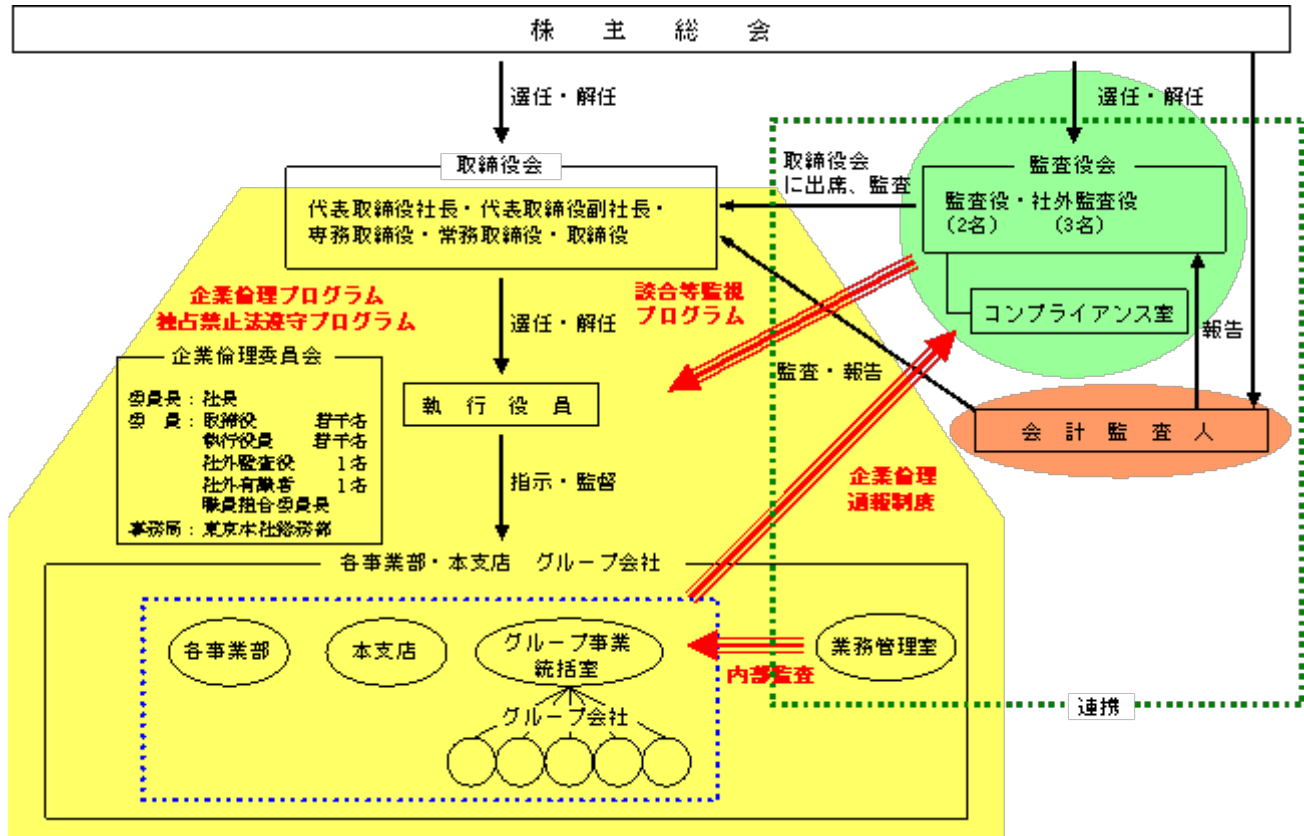 株主総会
選任・解任
選任・解任
取締役会
代表取締役社長・代表取締役副社長・
専務取締役・常務取締役・取締役
取締役会
に出席、監査
監査役会
監査役・社外監査役
(2名) (3名)
コンプライアンス室
企業倫理プログラム
独占禁止法遵守プログラム
選任・解任
談合等監視
プログラム
報告
監査・報告
企業倫理委員会
委員長：社長
委 員：取締役 若干名
執行役員 若干名
社外監査役 1名
社外有識者 1名
職員組合委員長
事務局：東京本社総務部
執行役員
会計監査人
指示・監督
企業倫理
通報制度
各事業部・本支店 グループ会社
各事業部
本支店
グループ事業
統括室
業務管理室
内部監査
グループ会社
連携